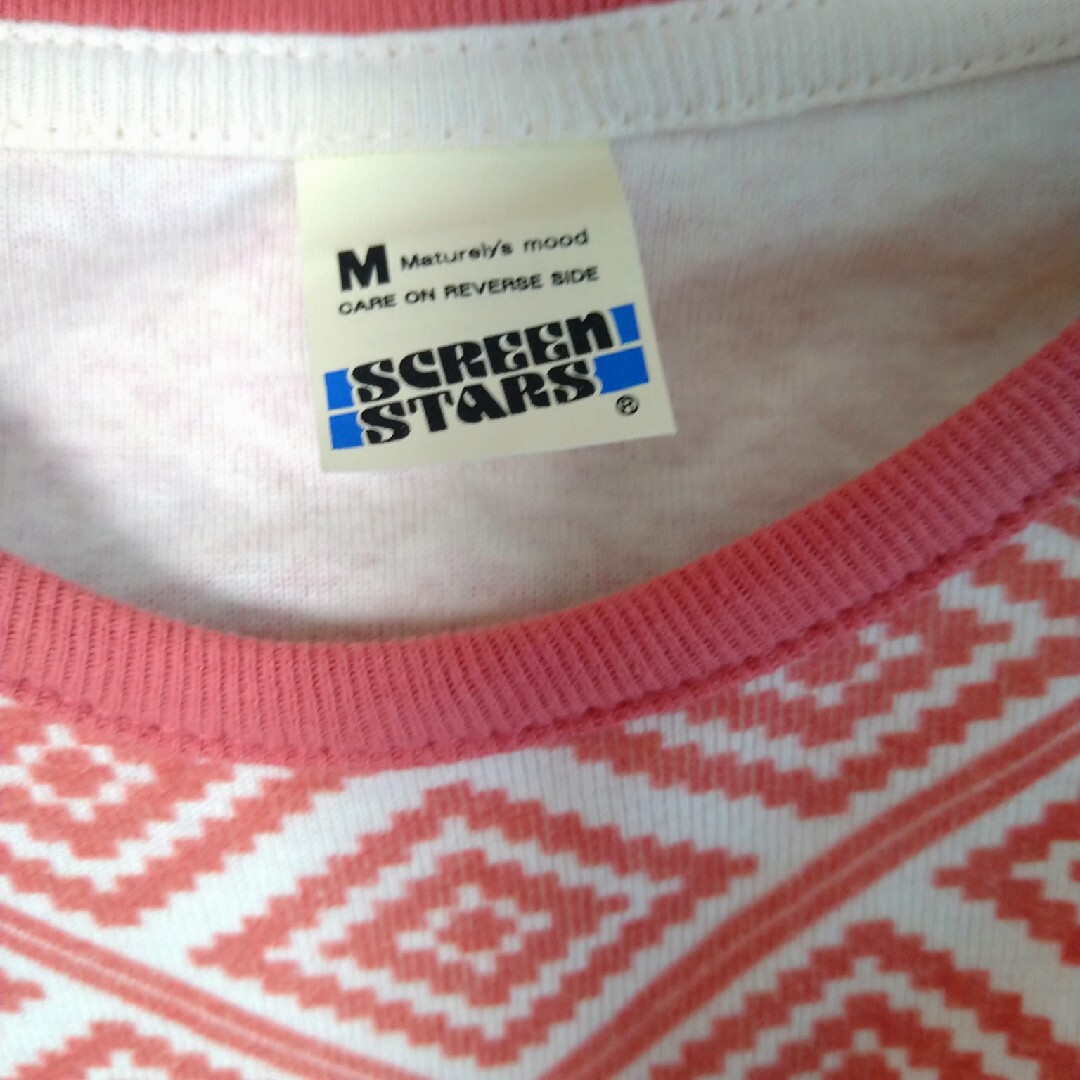 M Maturely's mood
CARE ON REVERSE SIDE
SCREEN
STARS ®